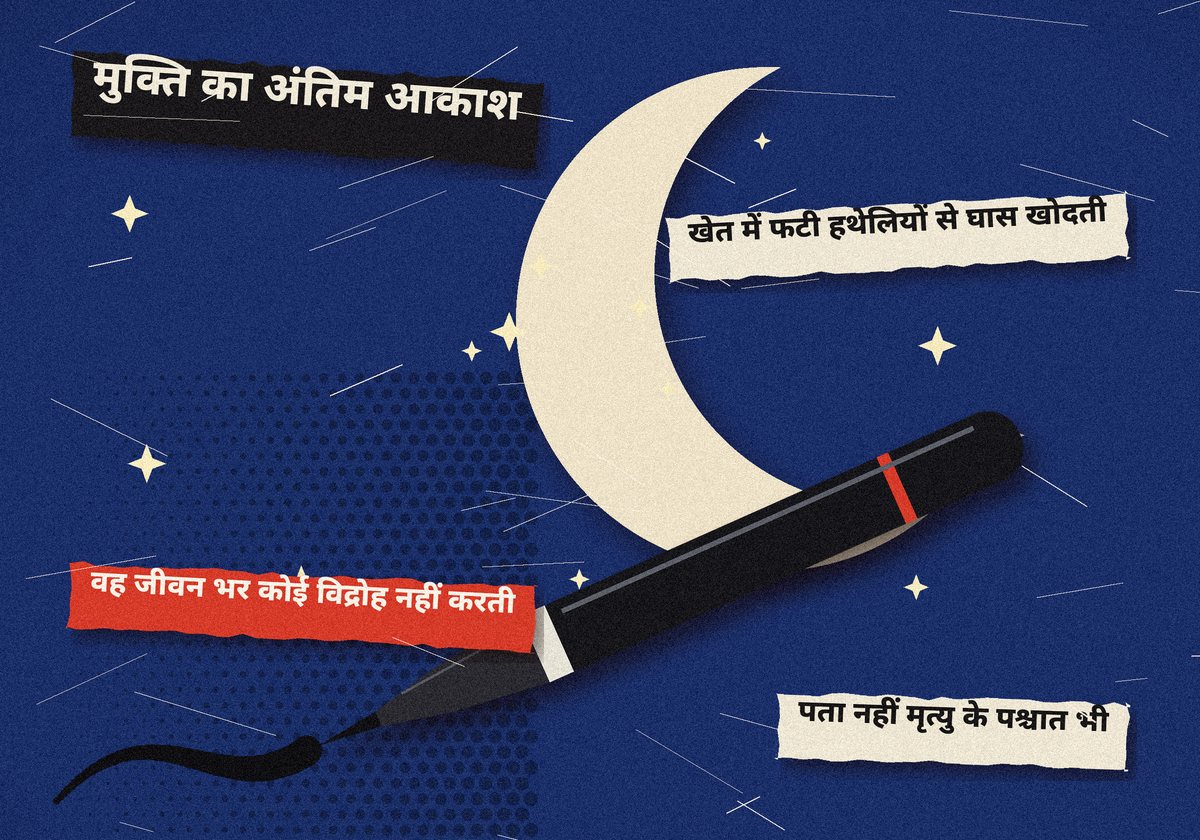 मुक्ति का अंतिम आकाश
खेत में फटी हथेलियों से घास खोदती
वह जीवन भर कोई विद्रोह नहीं करती
पता नहीं मृत्यु के पश्चात भी